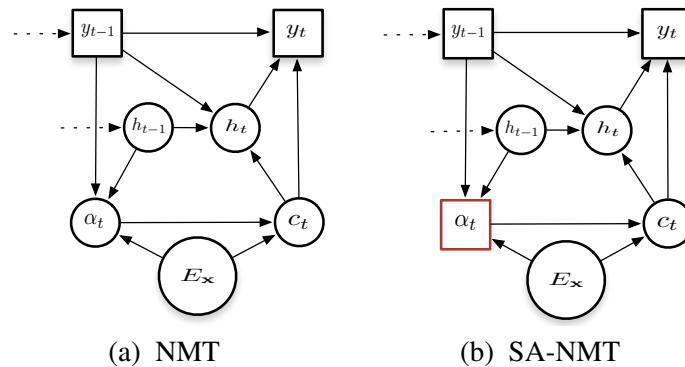 y_{t-1} y_t y_{t-1} y_t
h_{t-1} h_t h_{t-1} h_t
α_t c_t α_t c_t
E_x E_x
(a) NMT (b) SA-NMT